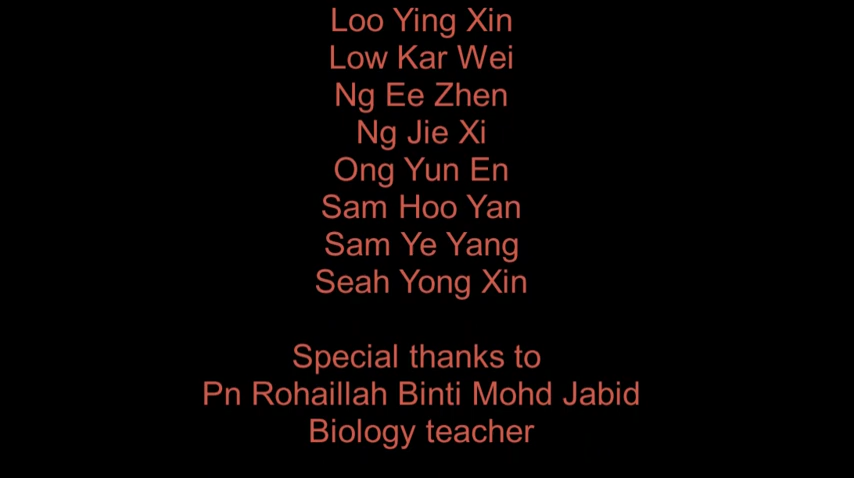 Loo Ying Xin
Low Kar Wei
Ng Ee Zhen
Ng Jie Xi
Ong Yun En
Sam Hoo Yan
Sam Ye Yang
Seah Yong Xin
Special thanks to
Pn Rohaillah Binti Mohd Jabid
Biology teacher